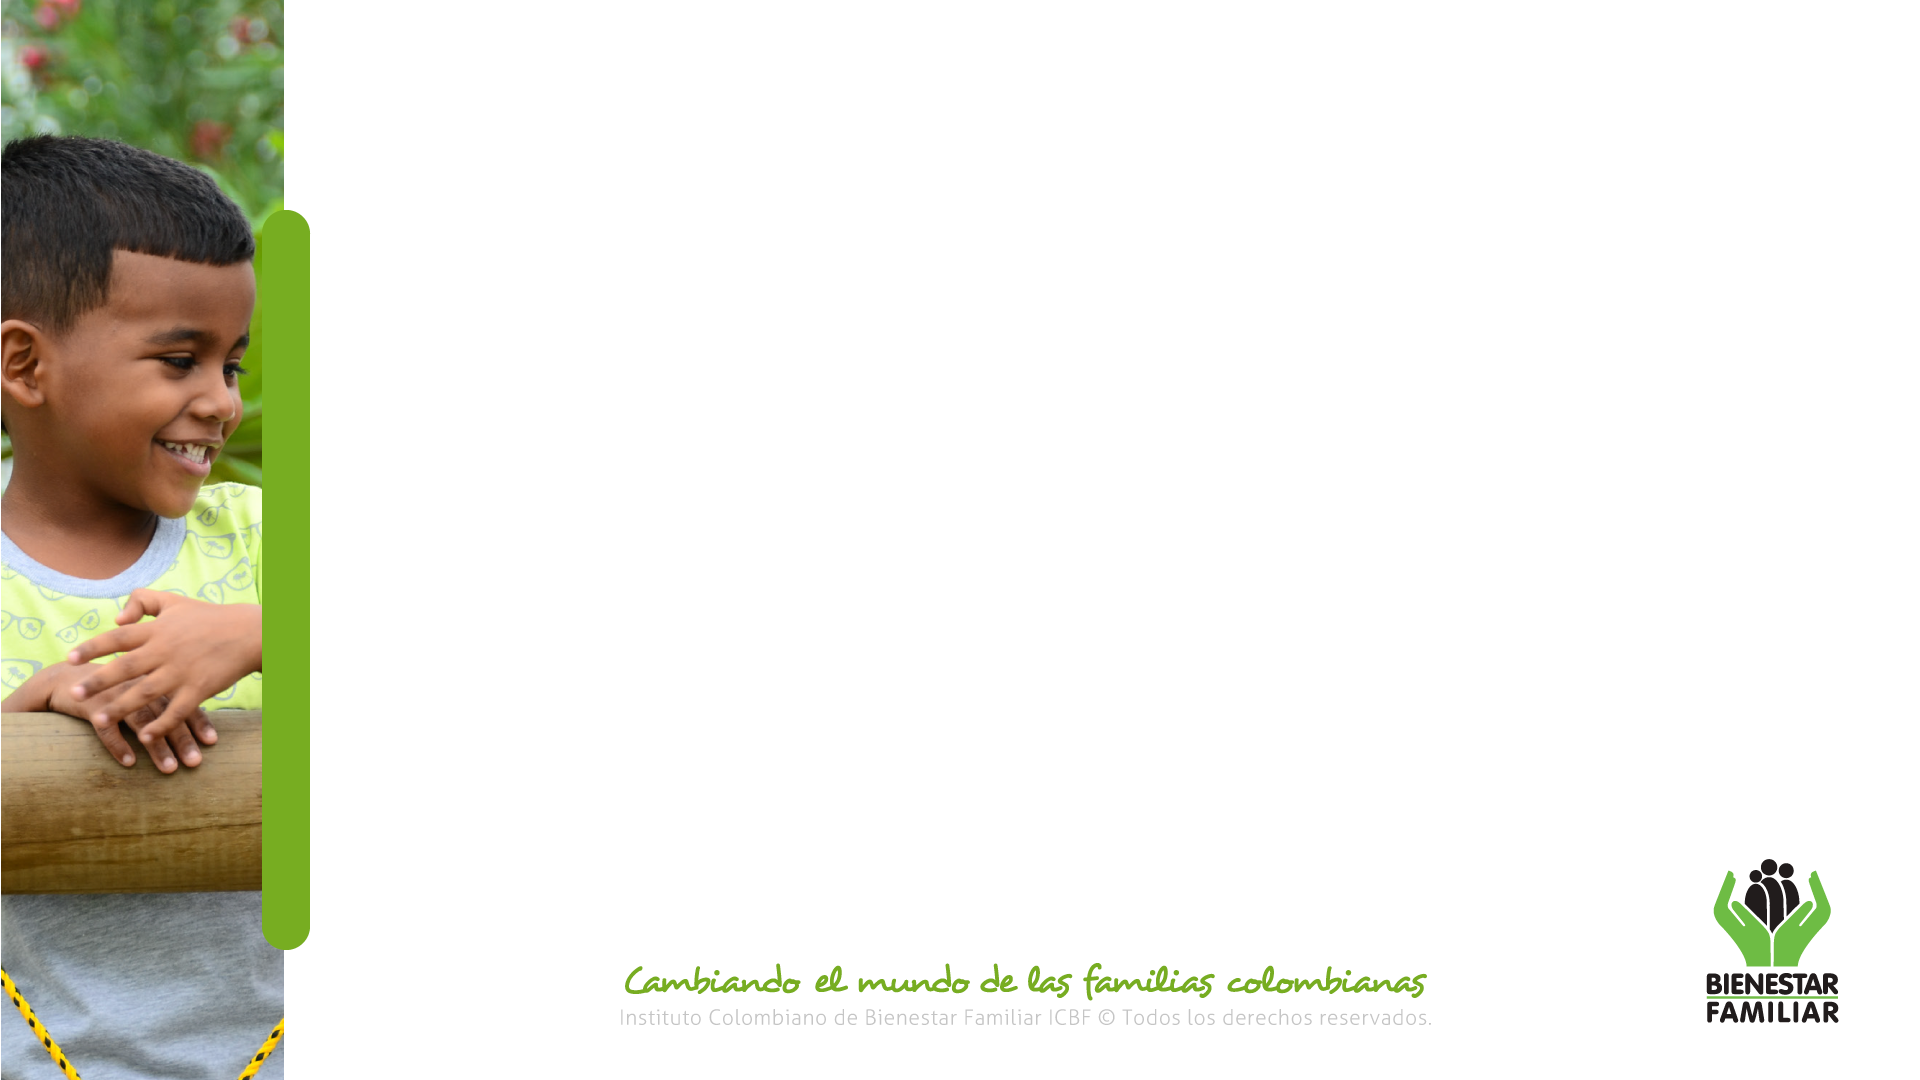 Cambiando el mundo de las familias colombianas
Instituto Colombiano de Bienestar Familiar ICBF © Todos los derechos reservados.
BIENESTAR
FAMILIAR